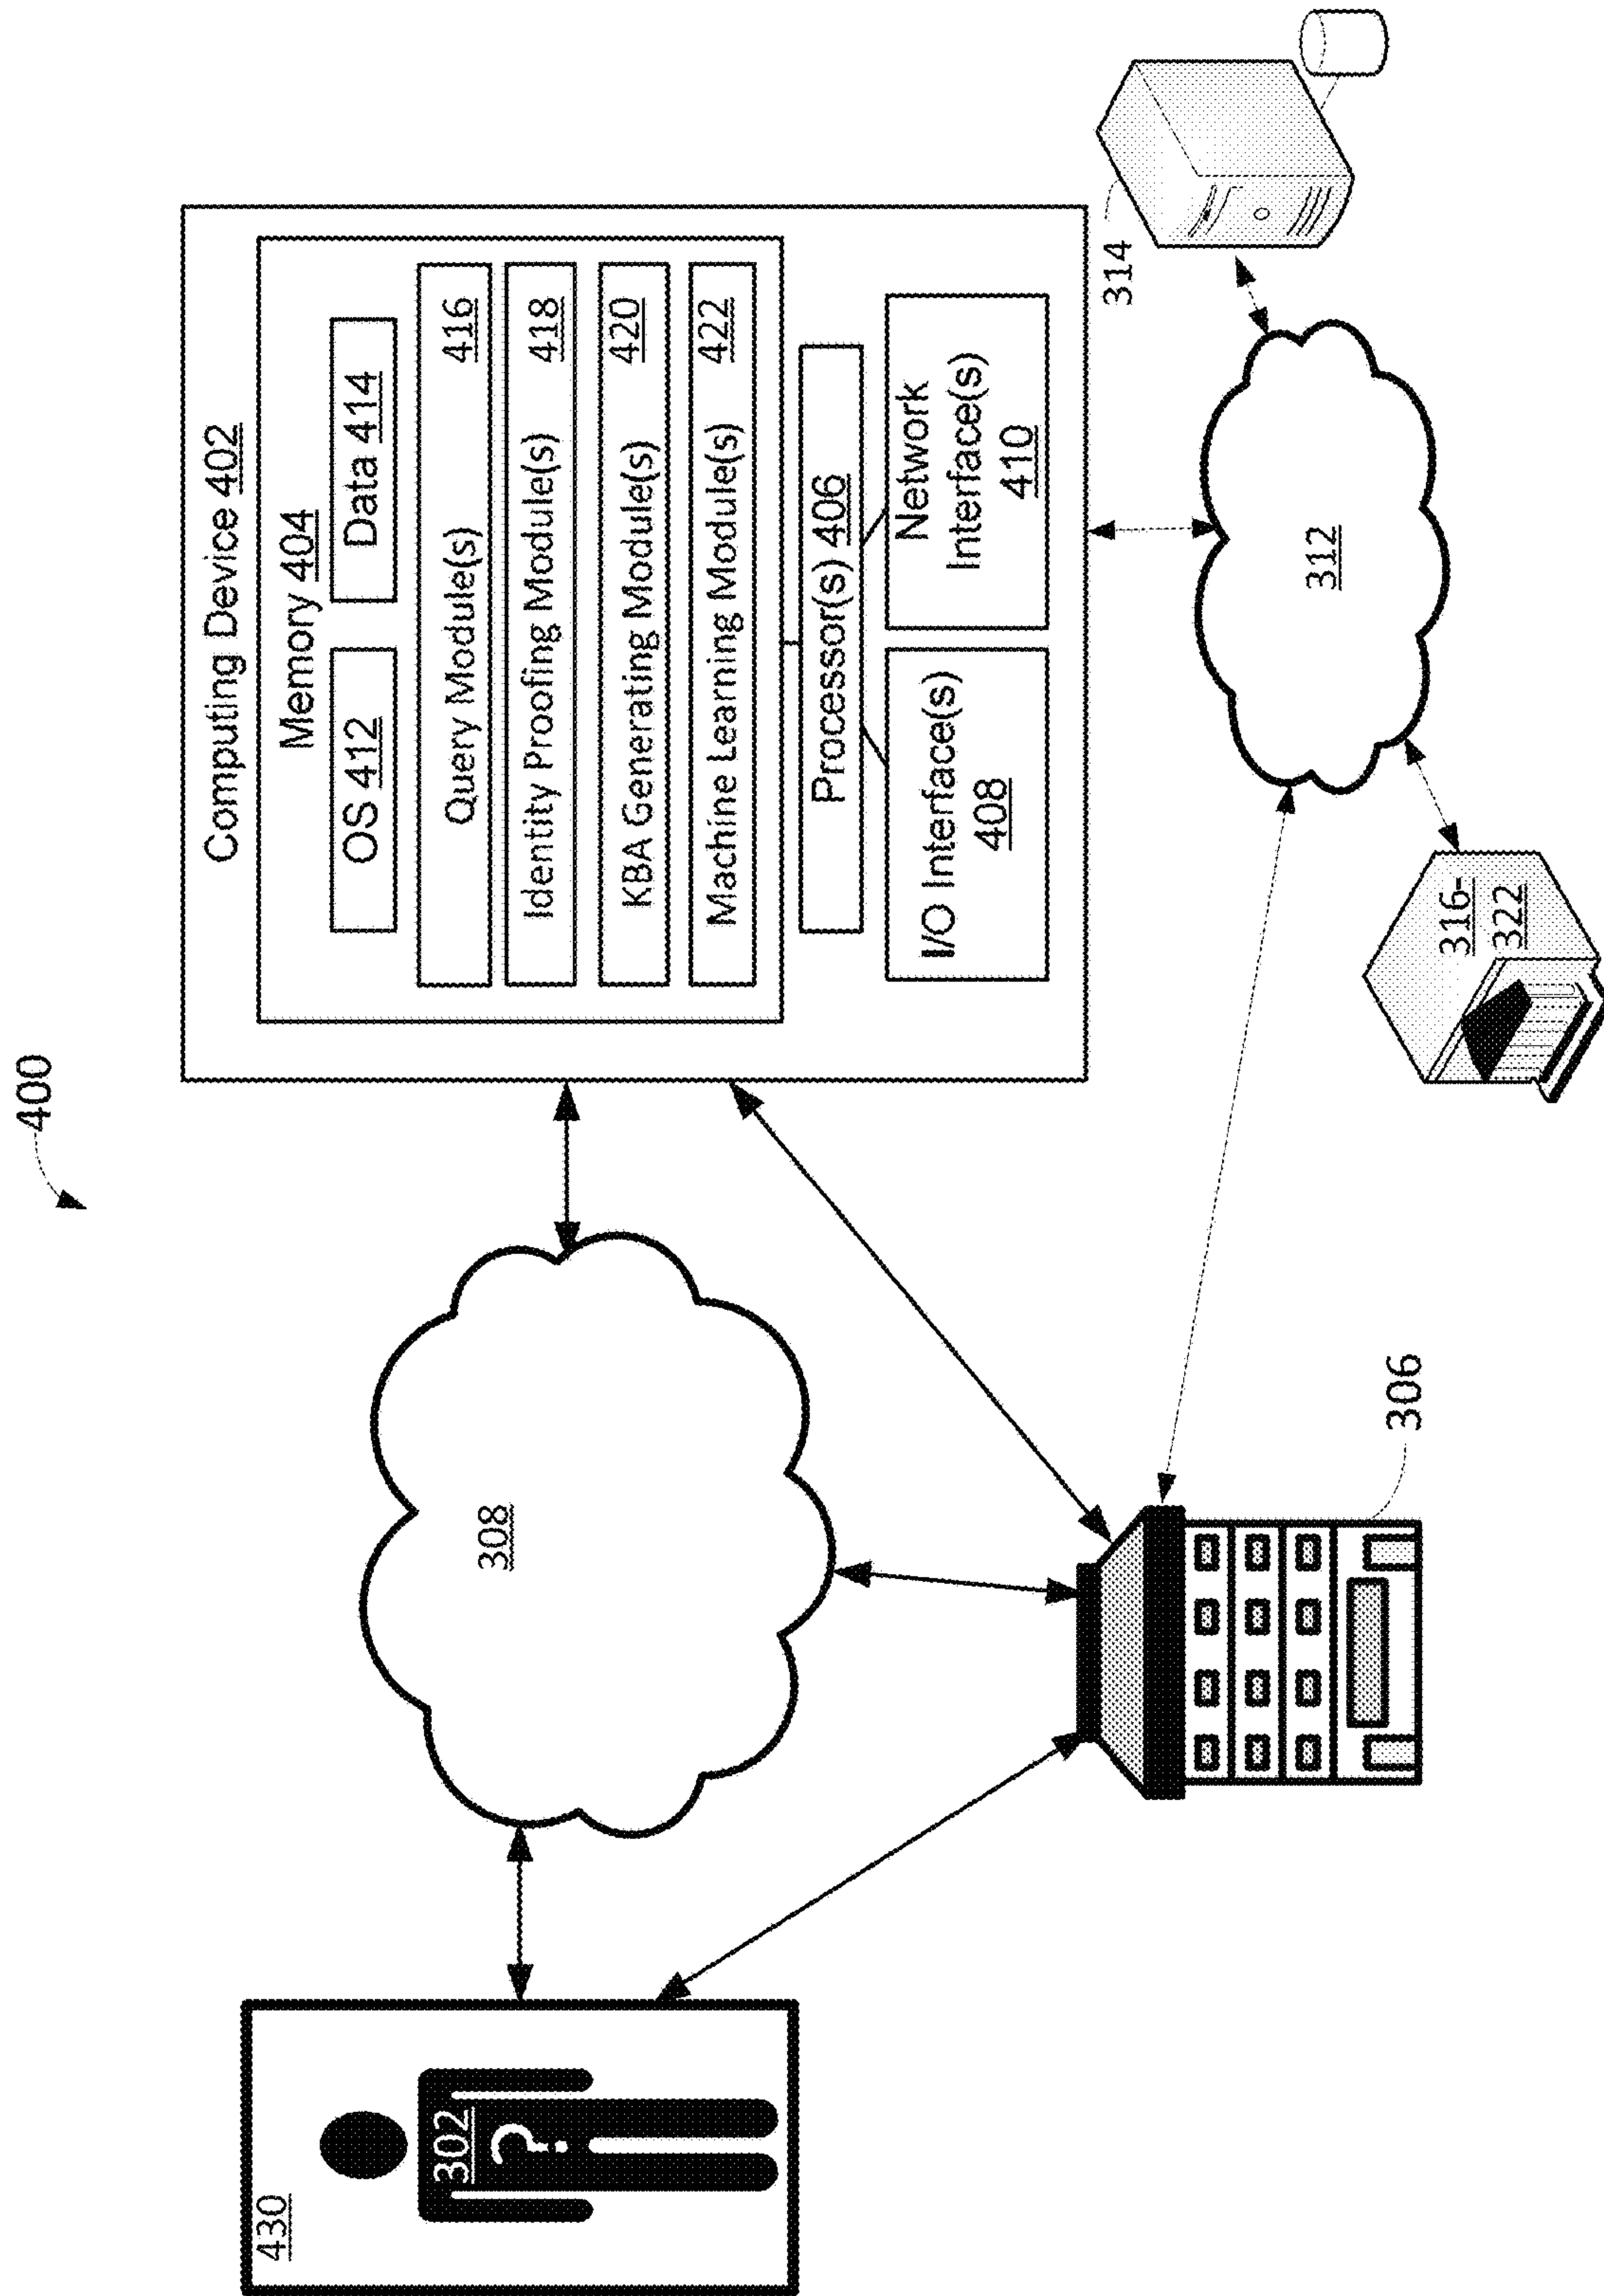 400
Computing Device 402
Memory 404
OS 412
Data 414
Query Module(s) 416
Identity Proofing Module(s) 418
KBA Generating Module(s) 420
Machine Learning Module(s) 422
Processor(s) 406
I/O Interface(s)
408
Network
Interface(s)
410
430
302
?
308
306
312
314
316-
322